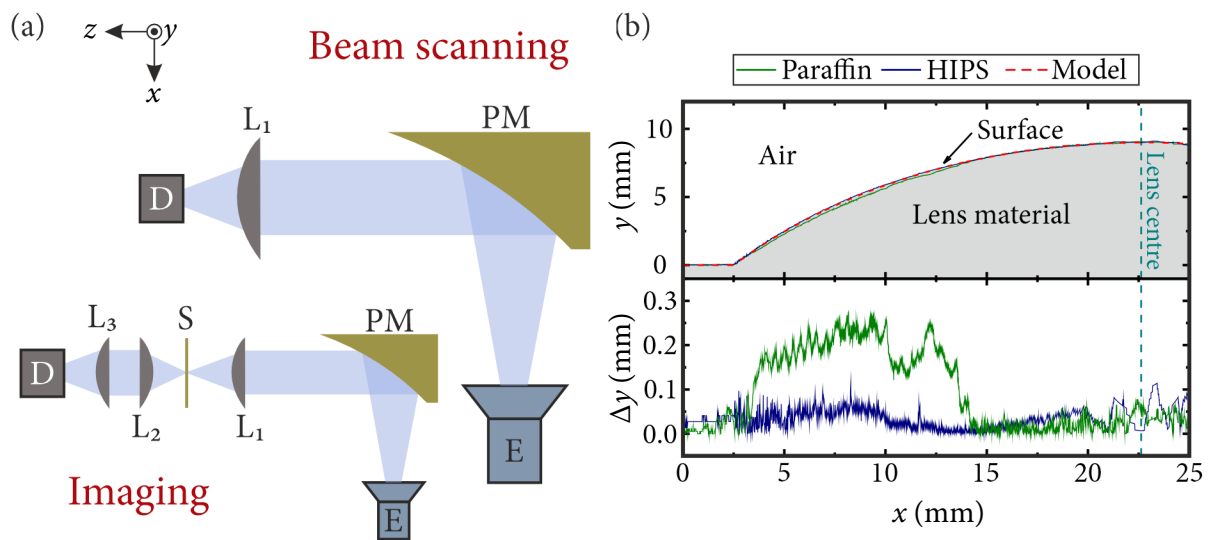 (a)
z
y
x
Beam scanning
L₁
PM
D
E
L₃
S
PM
D
L₂
L₁
E
Imaging
(b)
Paraffin HIPS Model
10
5
0
y (mm)
Air
Surface
Lens material
Lens centre
0.3
0.2
0.1
0.0
Δy (mm)
0 5 10 15 20 25
x (mm)